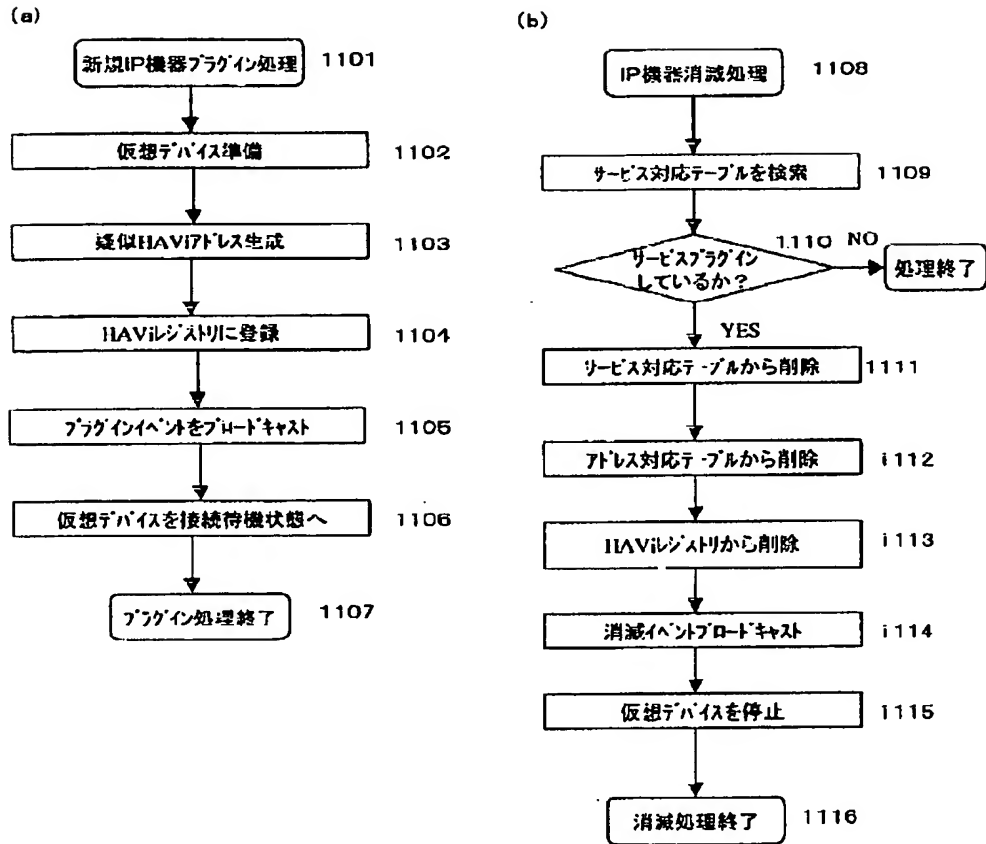 (a)
新規IP機器プラグイン処理 1101
仮想デバイス準備 1102
疑似HAViアドレス生成 1103
HAViレジストリに登録 1104
プラグインイベントをブロードキャスト 1105
仮想デバイスを接続待機状態へ 1106
プラグイン処理終了 1107
(b)
IP機器消滅処理 1108
サービス対応テーブルを検索 1109
1110 NO
サービスプラグイン
しているか？
処理終了
YES
サービス対応テーブルから削除 1111
アドレス対応テーブルから削除 1112
HAViレジストリから削除 1113
消滅イベントブロードキャスト 1114
仮想デバイスを停止 1115
消滅処理終了 1116